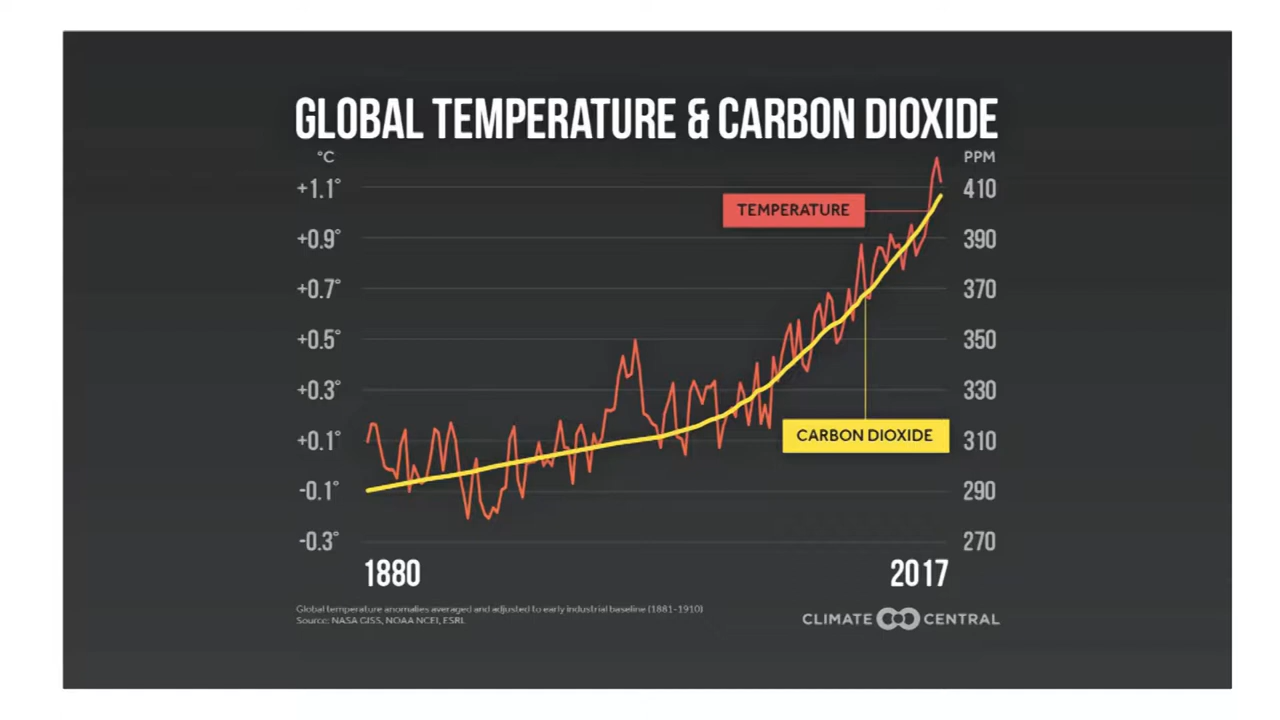 GLOBAL TEMPERATURE & CARBON DIOXIDE
°C
PPM
+1.1°
410
TEMPERATURE
+0.9°
390
+0.7°
370
+0.5°
350
+0.3°
330
CARBON DIOXIDE
+0.1°
310
-0.1°
290
-0.3°
270
1880
2017
Global temperature anomalies averaged and adjusted to early industrial baseline (1881-1910)
Source: NASA GISS, NOAA NCEI, ESRL
CLIMATE CENTRAL